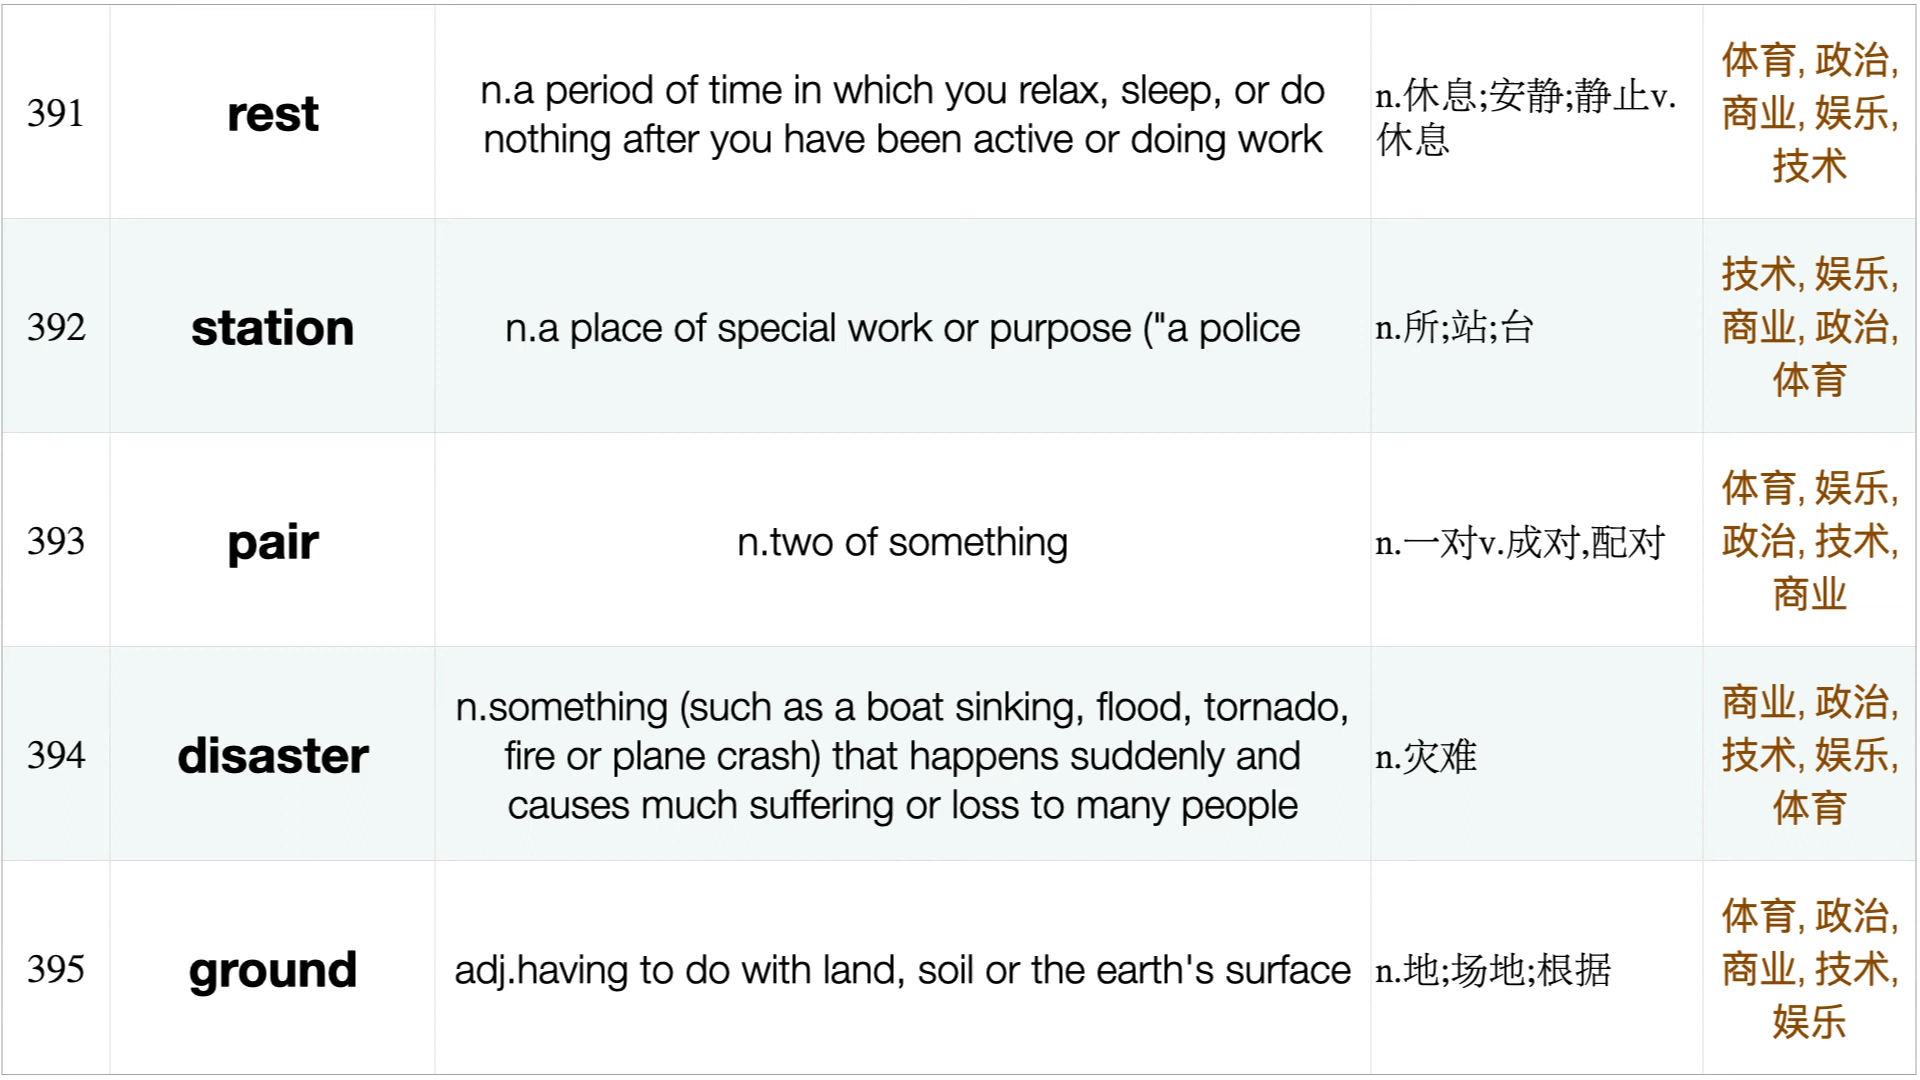 391
rest
n.a period of time in which you relax, sleep, or do
nothing after you have been active or doing work
n.休息;安静;静止v.
休息
体育, 政治,
商业, 娱乐,
技术
392
station
n.a place of special work or purpose ("a police
n.所;站;台
技术, 娱乐,
商业, 政治,
体育
393
pair
n.two of something
n.一对v.成对,配对
体育, 娱乐,
政治, 技术,
商业
394
disaster
n.something (such as a boat sinking, flood, tornado,
fire or plane crash) that happens suddenly and
causes much suffering or loss to many people
n.灾难
商业, 政治,
技术, 娱乐,
体育
395
ground
adj.having to do with land, soil or the earth's surface
n.地;场地;根据
体育, 政治,
商业, 技术,
娱乐